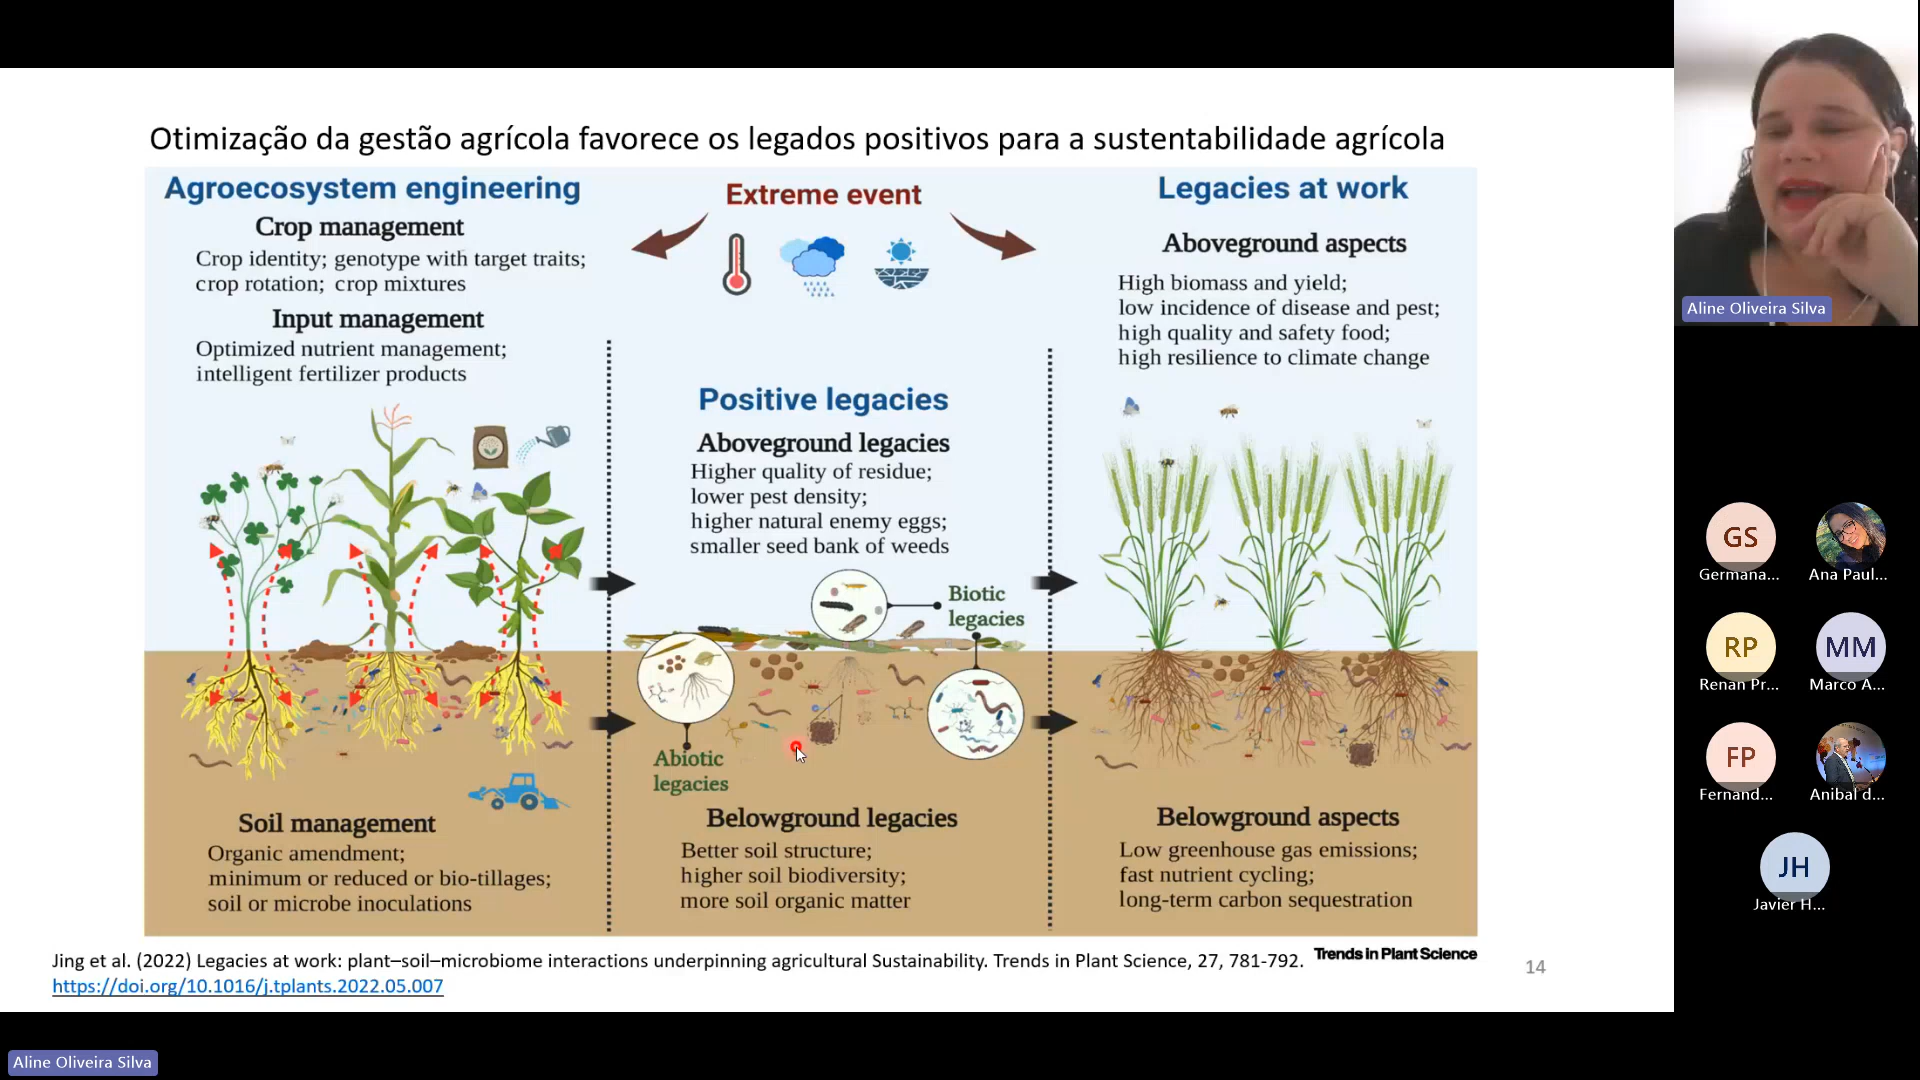 Otimização da gestão agrícola favorece os legados positivos para a sustentabilidade agrícola
Agroecosystem engineering
Crop management
Crop identity; genotype with target traits;
crop rotation; crop mixtures
Input management
Optimized nutrient management;
intelligent fertilizer products
Soil management
Organic amendment;
minimum or reduced or bio-tillages;
soil or microbe inoculations
Extreme event
Positive legacies
Aboveground legacies
Higher quality of residue;
lower pest density;
higher natural enemy eggs;
smaller seed bank of weeds
Biotic
legacies
Abiotic
legacies
Belowground legacies
Better soil structure;
higher soil biodiversity;
more soil organic matter
Legacies at work
Aboveground aspects
High biomass and yield;
low incidence of disease and pest;
high quality and safety food;
high resilience to climate change
Belowground aspects
Low greenhouse gas emissions;
fast nutrient cycling;
long-term carbon sequestration
Jing et al. (2022) Legacies at work: plant–soil–microbiome interactions underpinning agricultural Sustainability. Trends in Plant Science, 27, 781-792.
https://doi.org/10.1016/j.tplants.2022.05.007
Trends in Plant Science
14
Aline Oliveira Silva
GS
Germana...
Ana Paul...
RP
Renan Pr...
MM
Marco A...
FP
Fernand...
Anibal d...
JH
Javier H...
Aline Oliveira Silva